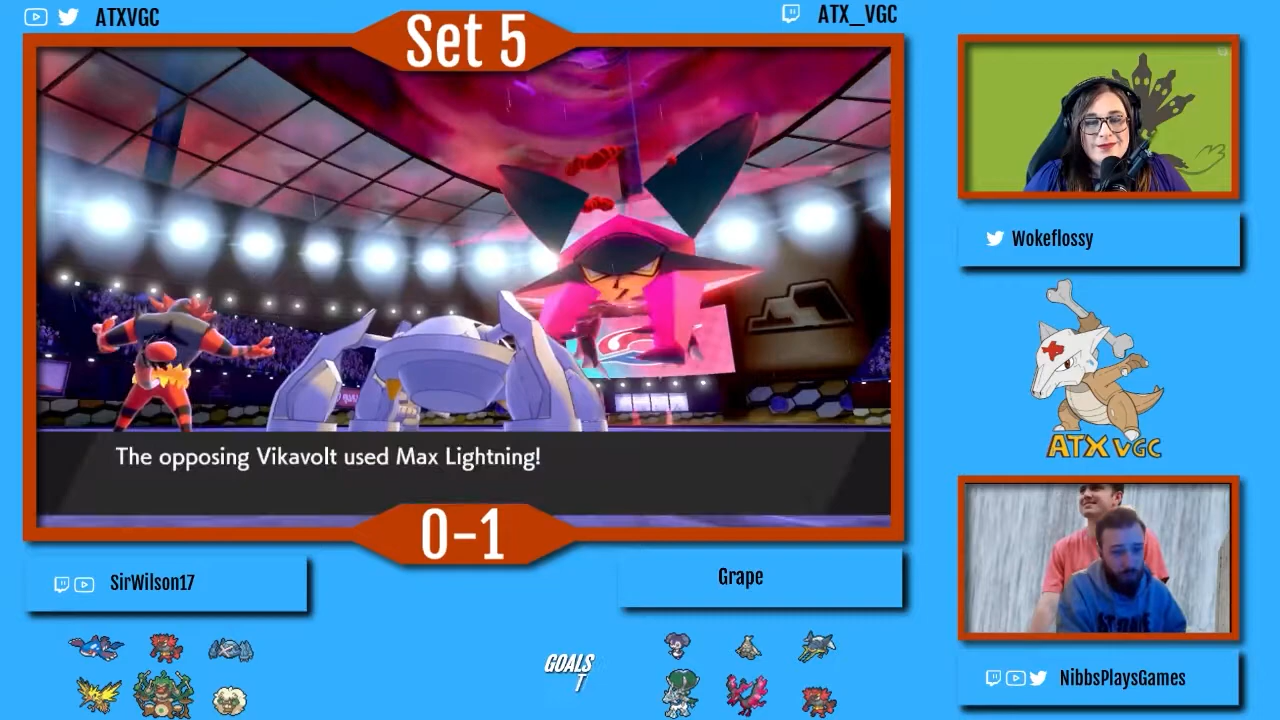 ATXVGC
Set 5
ATX_VGC
The opposing Vikavolt used Max Lightning!
0-1
SirWilson17
Grape
GOALS
T
Wokeflossy
ATX VGC
NibbsPlaysGames